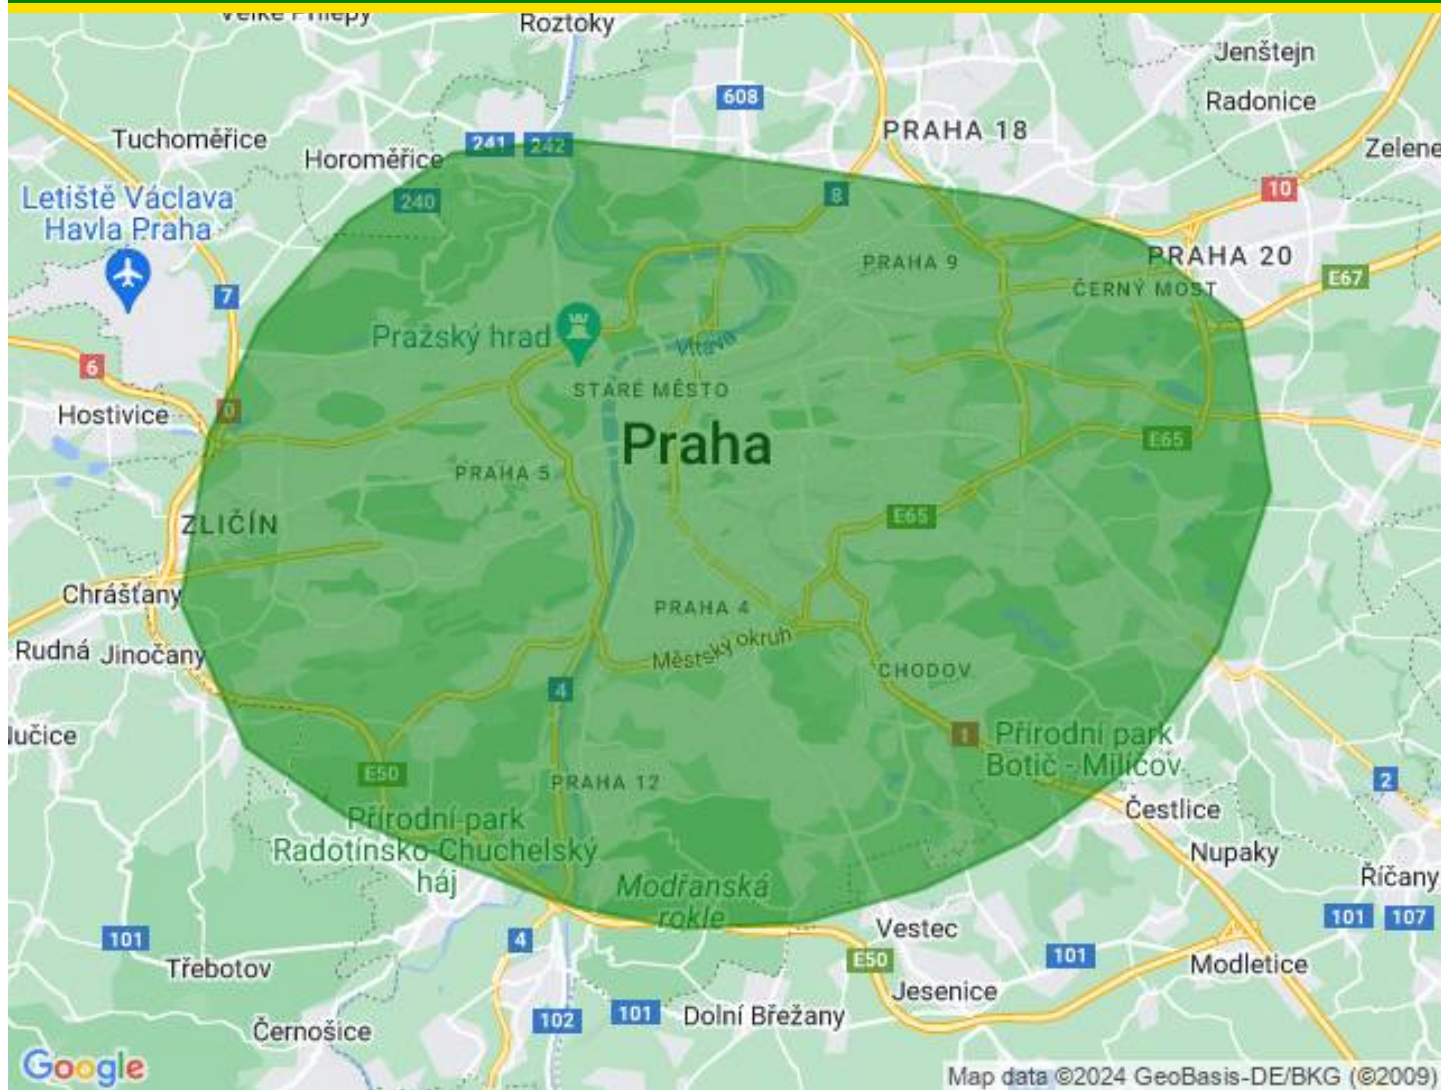 Velké Přílepy
Roztoky
Jenštejn
608
Radonice
PRAHA 18
Tuchoměřice
241
242
Zelene
Horoměřice
Letiště Václava
Havla Praha
240
8
10
PRAHA 9
PRAHA 20
E67
ČERNÝ MOST
7
Pražský hrad
Vltava
6
STARÉ MĚSTO
Hostivice
0
Praha
E65
PRAHA 5
ZLIČÍN
E65
Chrášťany
PRAHA 4
Městský okruh
Rudná
Jinočany
CHODOV
4
Nučice
1
Přírodní park
Botič - Milíčov
E50
PRAHA 12
2
Čestlice
Přírodní park
Radotínsko-Chuchelský
háj
Nupaky
Říčany
Modřanská
rokle
101
107
Vestec
101
4
E50
101
Třebotov
Modletice
Jesenice
102
101
Dolní Břežany
Černošice
Google
Map data ©2024 GeoBasis-DE/BKG (©2009)